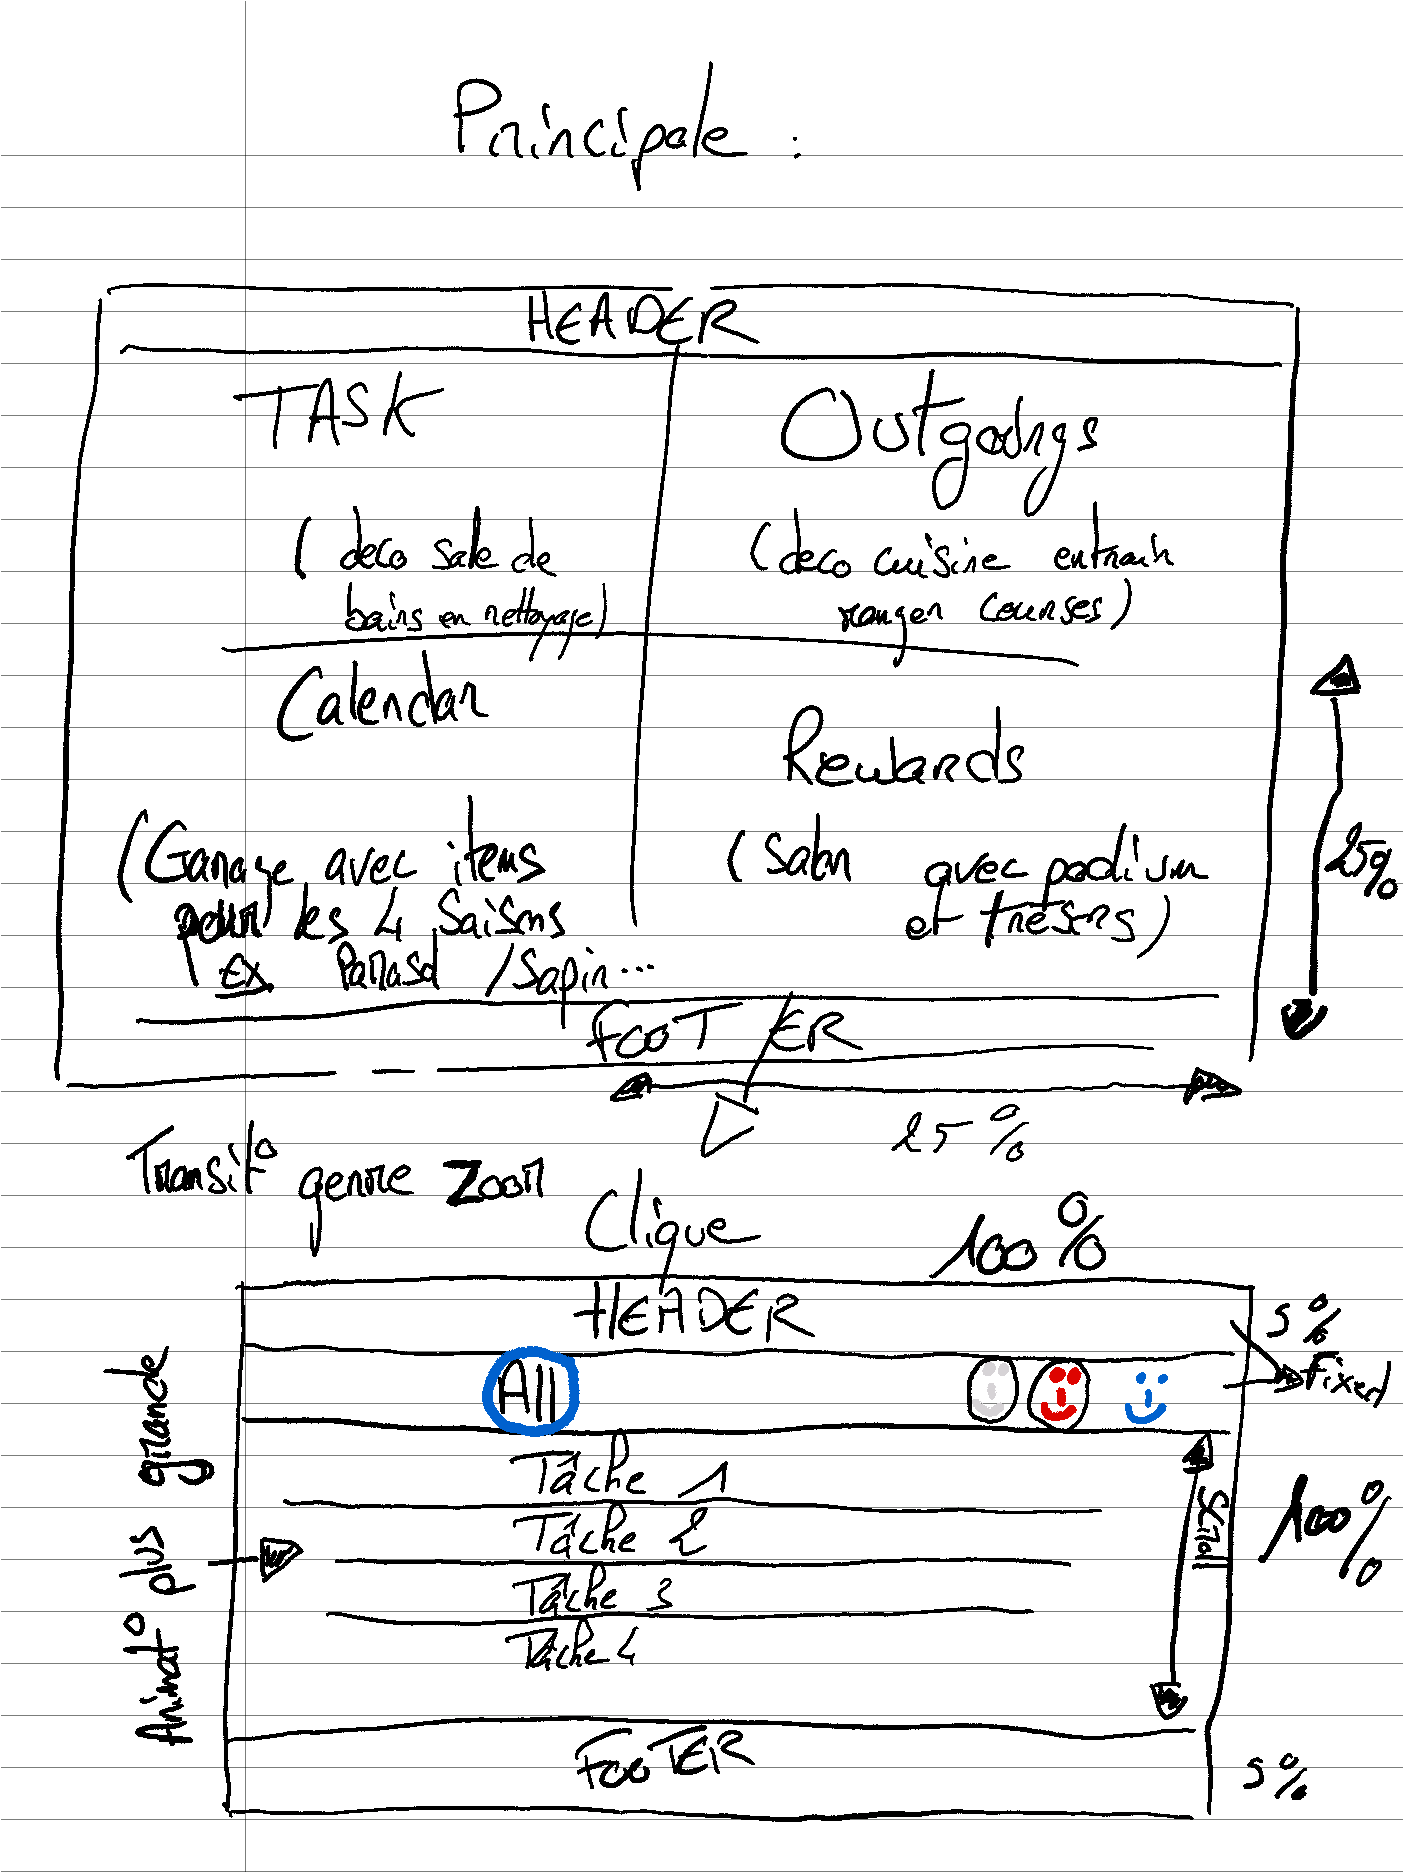 Principale :
HEADER
TASK
Outgoings
(deco salle de
bains en nettoyage)
(deco cuisine entrain
ranger courses)
Calendar
Rewards
(Garage avec items
pour les 4 saisons
Ex Parasol / Sapin...
(Salon avec podium
et trésors)
25%
FOOTER
25%
Transit° genre zoom
Clique
100%
HEADER
5%
Fixed
All
Tâche 1
Tâche 2
Tâche 3
Tâche 4
Scroll
100%
Animat° plus grande
FOOTER
5%